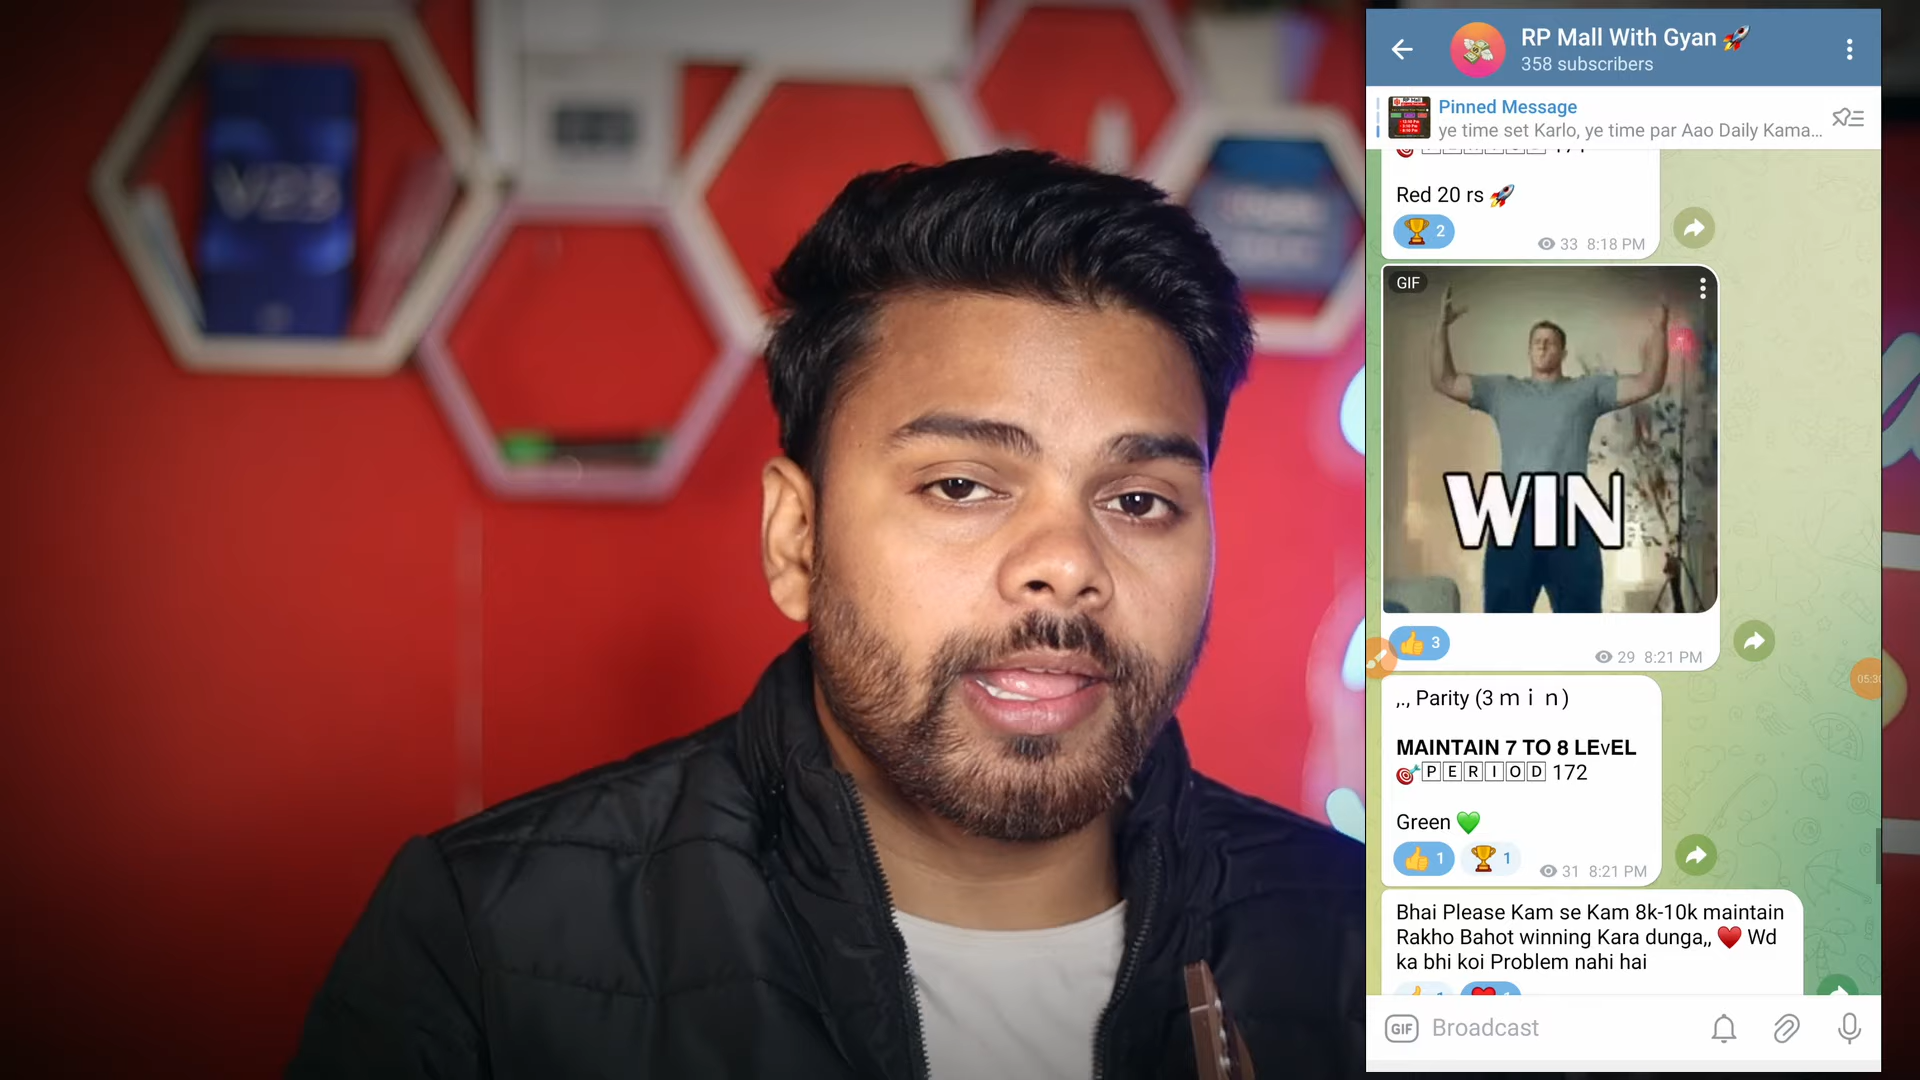 V23
RP Mall With Gyan 🚀
358 subscribers
Pinned Message
ye time set Karlo, ye time par Aao Daily Kama...
Red 20 rs 🚀
🏆 2
33 8:18 PM
GIF
WIN
👍 3
29 8:21 PM
,., Parity (3 m i n)
MAINTAIN 7 TO 8 LEvEL
🎯🄿🄴🅁🄸🄾🄳 172
Green 💚
👍 1 🏆 1
31 8:21 PM
Bhai Please Kam se Kam 8k-10k maintain
Rakho Bahot winning Kara dunga,, ♥️ Wd
ka bhi koi Problem nahi hai
GIF Broadcast